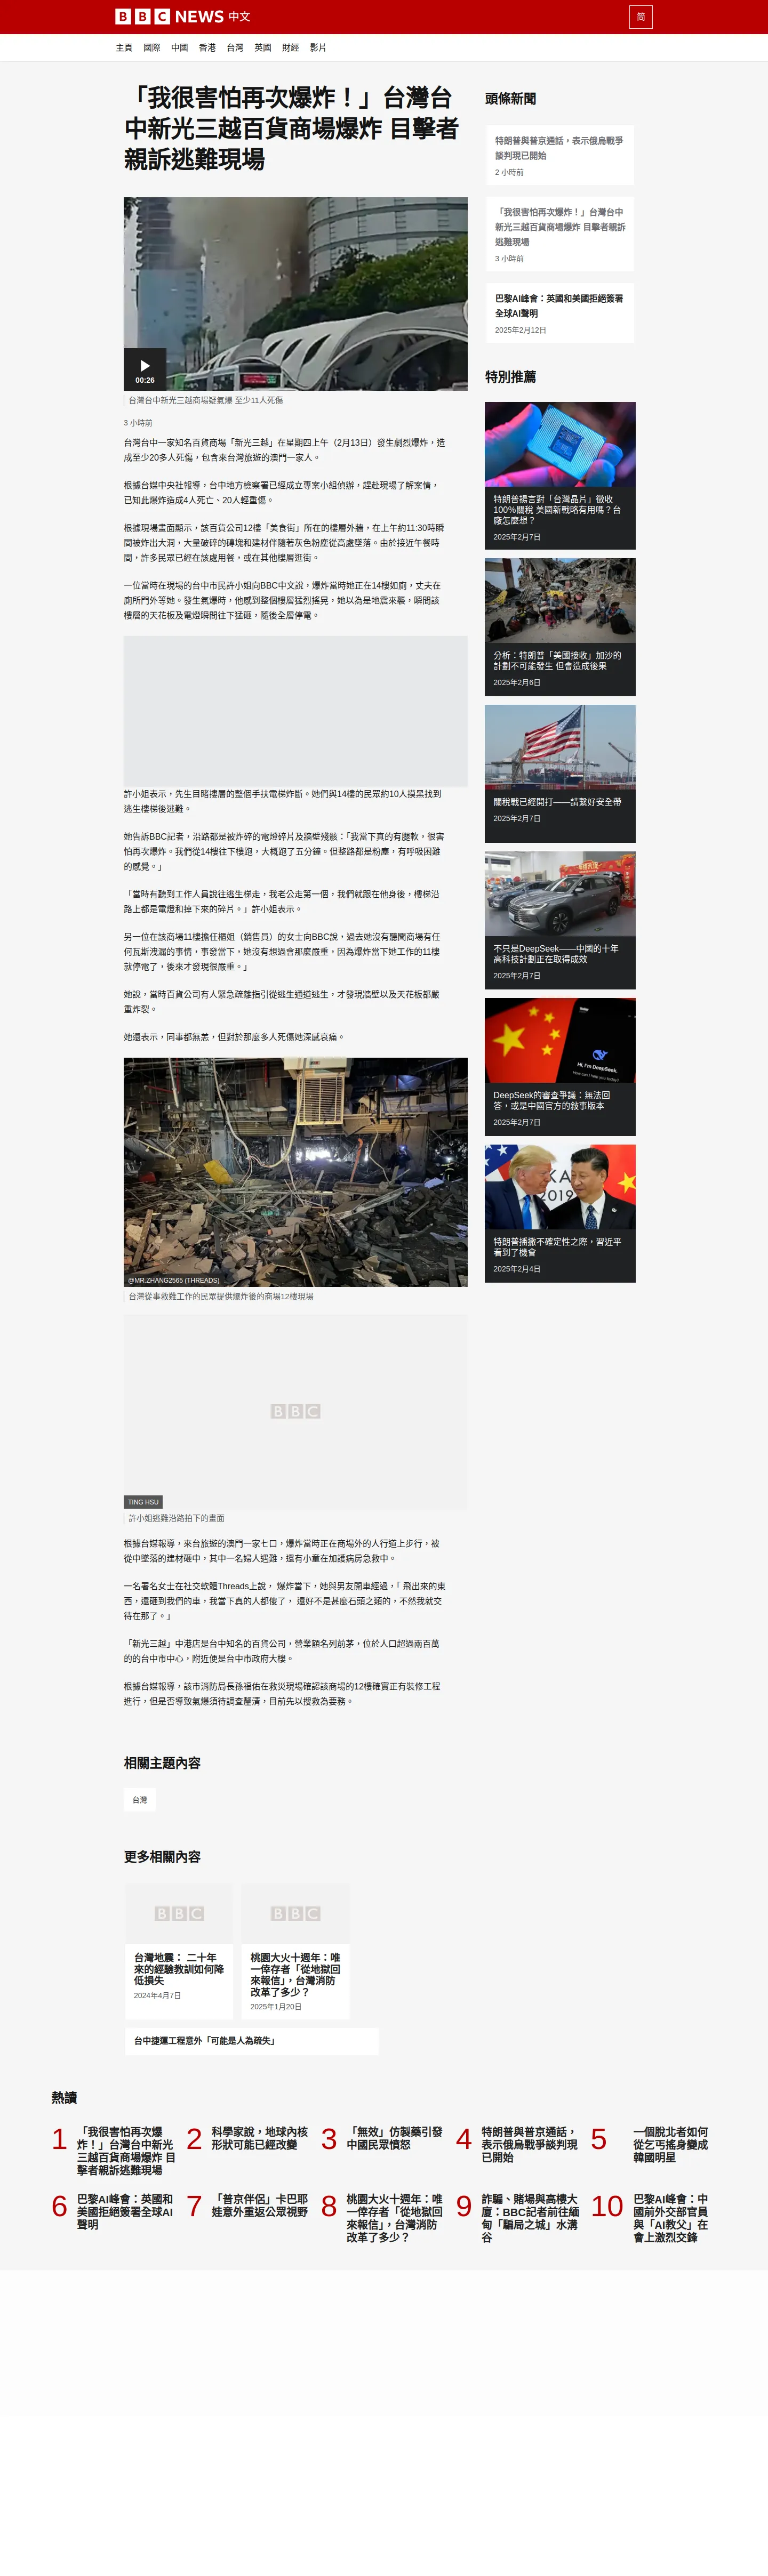 BBC NEWS 中文
简
主頁 國際 中國 香港 台灣 英國 財經 影片
「我很害怕再次爆炸！」台灣台
中新光三越百貨商場爆炸 目擊者
親訴逃難現場
00:26
台灣台中新光三越商場疑氣爆 至少11人死傷
3 小時前
台灣台中一家知名百貨商場「新光三越」在星期四上午（2月13日）發生劇烈爆炸，造
成至少20多人死傷，包含來台灣旅遊的澳門一家人。
根據台媒中央社報導，台中地方檢察署已經成立專案小組偵辦，趕赴現場了解案情，
已知此爆炸造成4人死亡、20人輕重傷。
根據現場畫面顯示，該百貨公司12樓「美食街」所在的樓層外牆，在上午約11:30時瞬
間被炸出大洞，大量破碎的磚塊和建材伴隨著灰色粉塵從高處墜落。由於接近午餐時
間，許多民眾已經在該處用餐，或在其他樓層逛街。
一位當時在現場的台中市民許小姐向BBC中文說，爆炸當時她正在14樓如廁，丈夫在
廁所門外等她。發生氣爆時，他感到整個樓層猛烈搖晃，她以為是地震來襲，瞬間該
樓層的天花板及電燈瞬間往下猛砸，隨後全層停電。
許小姐表示，先生目睹摟層的整個手扶電梯炸斷。她們與14樓的民眾約10人摸黑找到
逃生樓梯後逃難。
她告訴BBC記者，沿路都是被炸碎的電燈碎片及牆壁殘骸：「我當下真的有腿軟，很害
怕再次爆炸。我們從14樓往下樓跑，大概跑了五分鐘。但整路都是粉塵，有呼吸困難
的感覺。」
「當時有聽到工作人員說往逃生梯走，我老公走第一個，我們就跟在他身後，樓梯沿
路上都是電燈和掉下來的碎片。」許小姐表示。
另一位在該商場11樓擔任櫃姐（銷售員）的女士向BBC說，過去她沒有聽聞商場有任
何瓦斯洩漏的事情，事發當下，她沒有想過會那麼嚴重，因為爆炸當下她工作的11樓
就停電了，後來才發現很嚴重。」
她說，當時百貨公司有人緊急疏離指引從逃生通道逃生，才發現牆壁以及天花板都嚴
重炸裂。
她還表示，同事都無恙，但對於那麼多人死傷她深感哀痛。
@MR.ZHANG2565 (THREADS)
台灣從事救難工作的民眾提供爆炸後的商場12樓現場
BBC
TING HSU
許小姐逃難沿路拍下的畫面
根據台媒報導，來台旅遊的澳門一家七口，爆炸當時正在商場外的人行道上步行，被
從中墜落的建材砸中，其中一名婦人遇難，還有小童在加護病房急救中。
一名署名女士在社交軟體Threads上說， 爆炸當下，她與男友開車經過，「 飛出來的東
西，還砸到我們的車，我當下真的人都傻了， 還好不是甚麼石頭之類的，不然我就交
待在那了。」
「新光三越」中港店是台中知名的百貨公司，營業額名列前茅，位於人口超過兩百萬
的的台中市中心，附近便是台中市政府大樓。
根據台媒報導，該市消防局長孫福佑在救災現場確認該商場的12樓確實正有裝修工程
進行，但是否導致氣爆須待調查釐清，目前先以搜救為要務。
相關主題內容
台灣
更多相關內容
BBC
台灣地震： 二十年
來的經驗教訓如何降
低損失
2024年4月7日
BBC
桃園大火十週年：唯
一倖存者「從地獄回
來報信」，台灣消防
改革了多少？
2025年1月20日
台中捷運工程意外「可能是人為疏失」
頭條新聞
特朗普與普京通話，表示俄烏戰爭
談判現已開始
2 小時前
「我很害怕再次爆炸！」台灣台中
新光三越百貨商場爆炸 目擊者親訴
逃難現場
3 小時前
巴黎AI峰會：英國和美國拒絕簽署
全球AI聲明
2025年2月12日
特別推薦
特朗普揚言對「台灣晶片」徵收
100%關稅 美國新戰略有用嗎？台
廠怎麼想？
2025年2月7日
分析：特朗普「美國接收」加沙的
計劃不可能發生 但會造成後果
2025年2月6日
關稅戰已經開打——請繫好安全帶
2025年2月7日
不只是DeepSeek——中國的十年
高科技計劃正在取得成效
2025年2月7日
Hi, I'm DeepSeek.
DeepSeek的審查爭議：無法回
答，或是中國官方的敍事版本
2025年2月7日
特朗普播撒不確定性之際，習近平
看到了機會
2025年2月4日
熱讀
1
「我很害怕再次爆
炸！」台灣台中新光
三越百貨商場爆炸 目
擊者親訴逃難現場
2
科學家說，地球內核
形狀可能已經改變
3
「無效」仿製藥引發
中國民眾憤怒
4
特朗普與普京通話，
表示俄烏戰爭談判現
已開始
5
一個脫北者如何
從乞丐搖身變成
韓國明星
6
巴黎AI峰會：英國和
美國拒絕簽署全球AI
聲明
7
「普京伴侶」卡巴耶
娃意外重返公眾視野
8
桃園大火十週年：唯
一倖存者「從地獄回
來報信」，台灣消防
改革了多少？
9
詐騙、賭場與高樓大
廈：BBC記者前往緬
甸「騙局之城」水溝
谷
10
巴黎AI峰會：中
國前外交部官員
與「AI教父」在
會上激烈交鋒